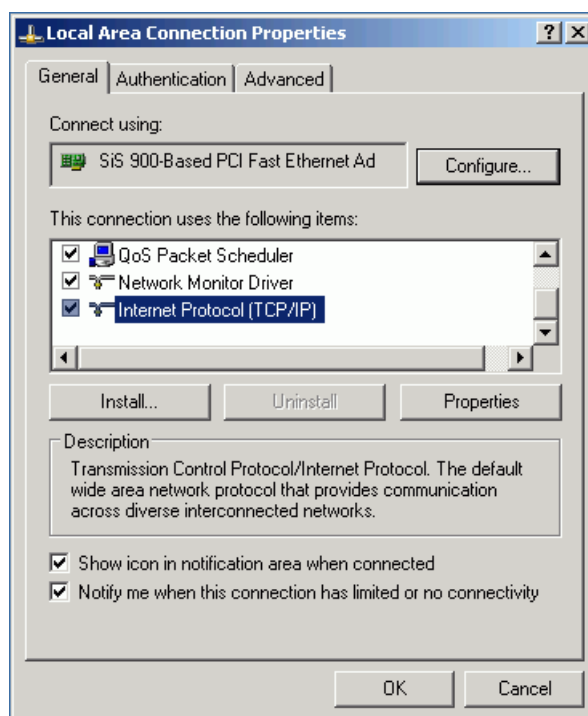 Local Area Connection Properties
General Authentication Advanced
Connect using:
SiS 900-Based PCI Fast Ethernet Ad Configure...
This connection uses the following items:
QoS Packet Scheduler
Network Monitor Driver
Internet Protocol (TCP/IP)
Install... Uninstall Properties
Description
Transmission Control Protocol/Internet Protocol. The default
wide area network protocol that provides communication
across diverse interconnected networks.
Show icon in notification area when connected
Notify me when this connection has limited or no connectivity
OK Cancel